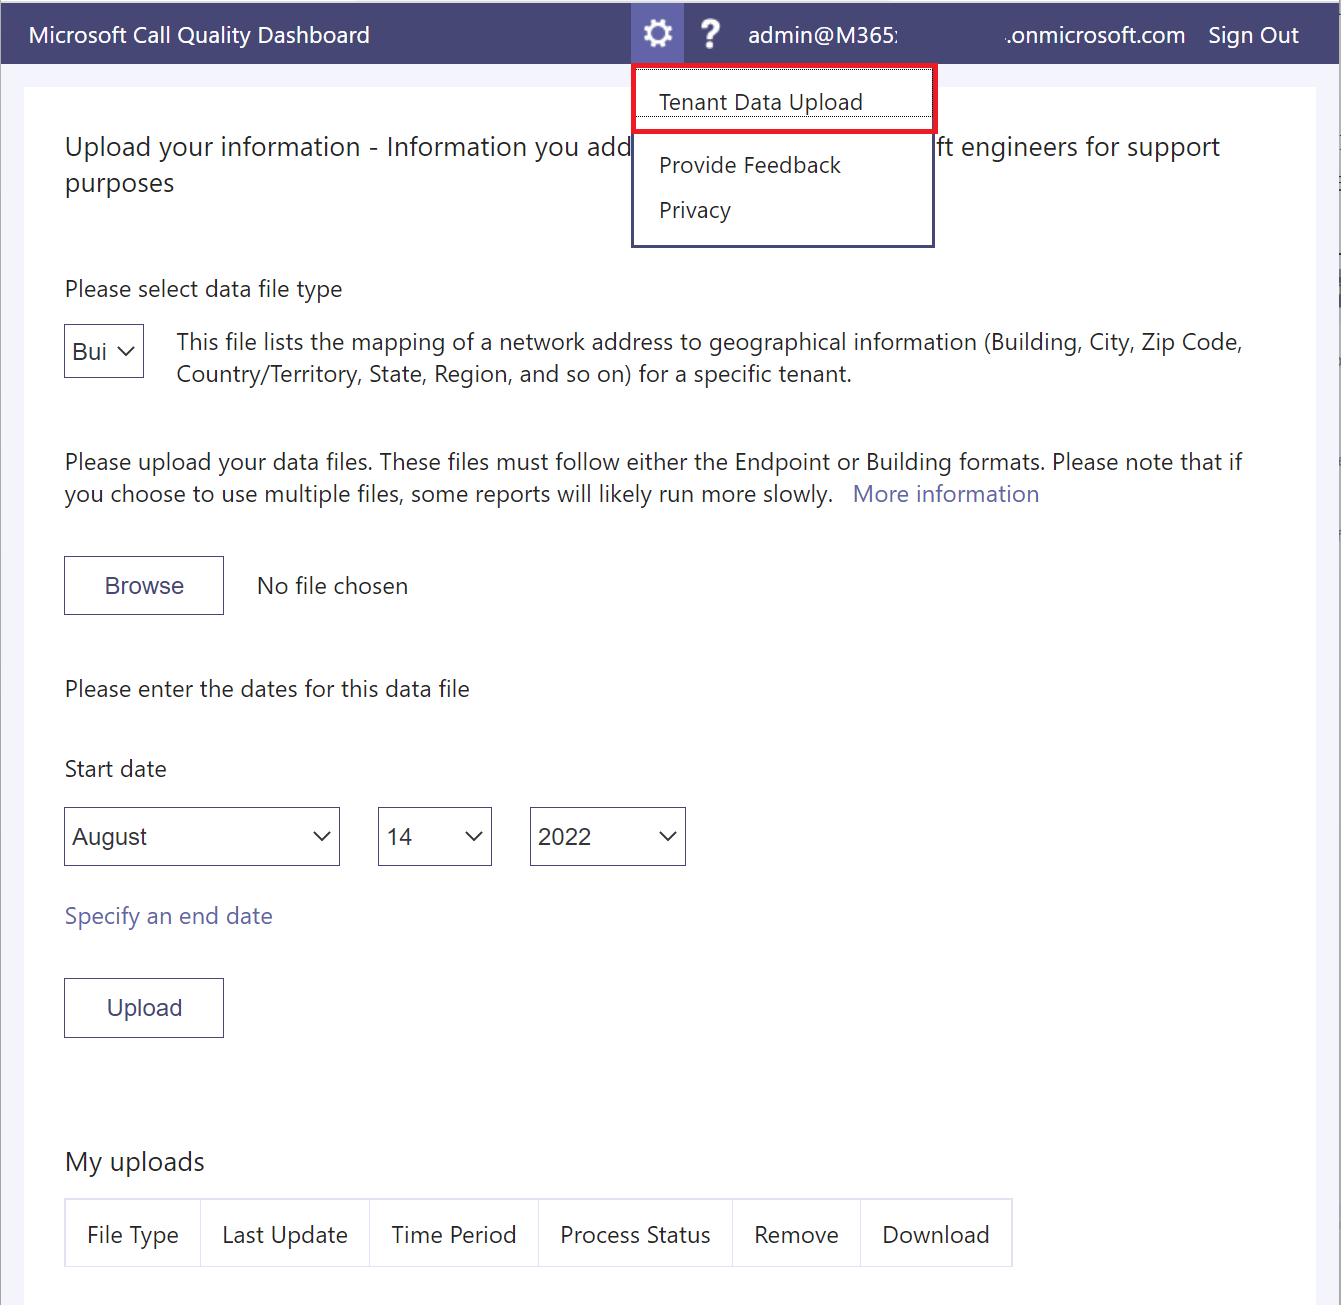 Microsoft Call Quality Dashboard
? admin@M365 .onmicrosoft.com Sign Out
Tenant Data Upload
Provide Feedback
Privacy
Upload your information - Information you add engineers for support
purposes
Please select data file type
Bui
This file lists the mapping of a network address to geographical information (Building, City, Zip Code,
Country/Territory, State, Region, and so on) for a specific tenant.
Please upload your data files. These files must follow either the Endpoint or Building formats. Please note that if
you choose to use multiple files, some reports will likely run more slowly. More information
Browse No file chosen
Please enter the dates for this data file
Start date
August 14 2022
Specify an end date
Upload
My uploads
File Type Last Update Time Period Process Status Remove Download